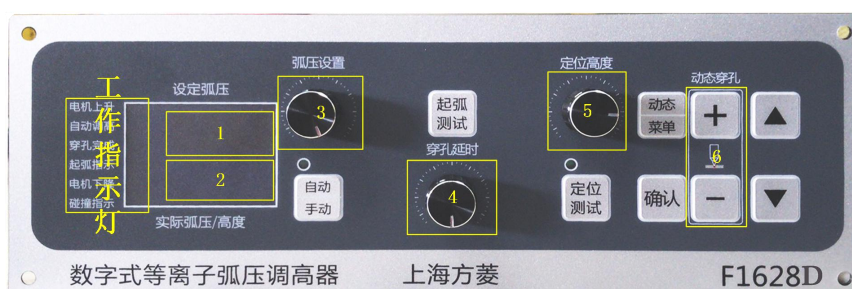 弧压设置
定位高度
动态穿孔
设定弧压
工作指示灯
电机上升
自动调高
穿孔完成
起弧指示
电机下降
碰撞指示
1
2
3
起弧
测试
穿孔延时
4
5
动态
菜单
+
6
▲
自动
手动
定位
测试
确认
−
▼
实际弧压/高度
数字式等离子弧压调高器
上海方菱
F1628D